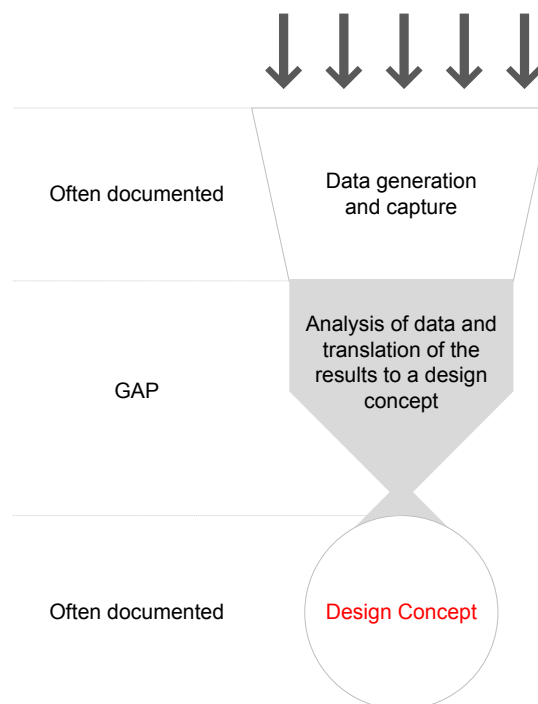 Often documented
Data generation
and capture
GAP
Analysis of data and
translation of the
results to a design
concept
Often documented
Design Concept